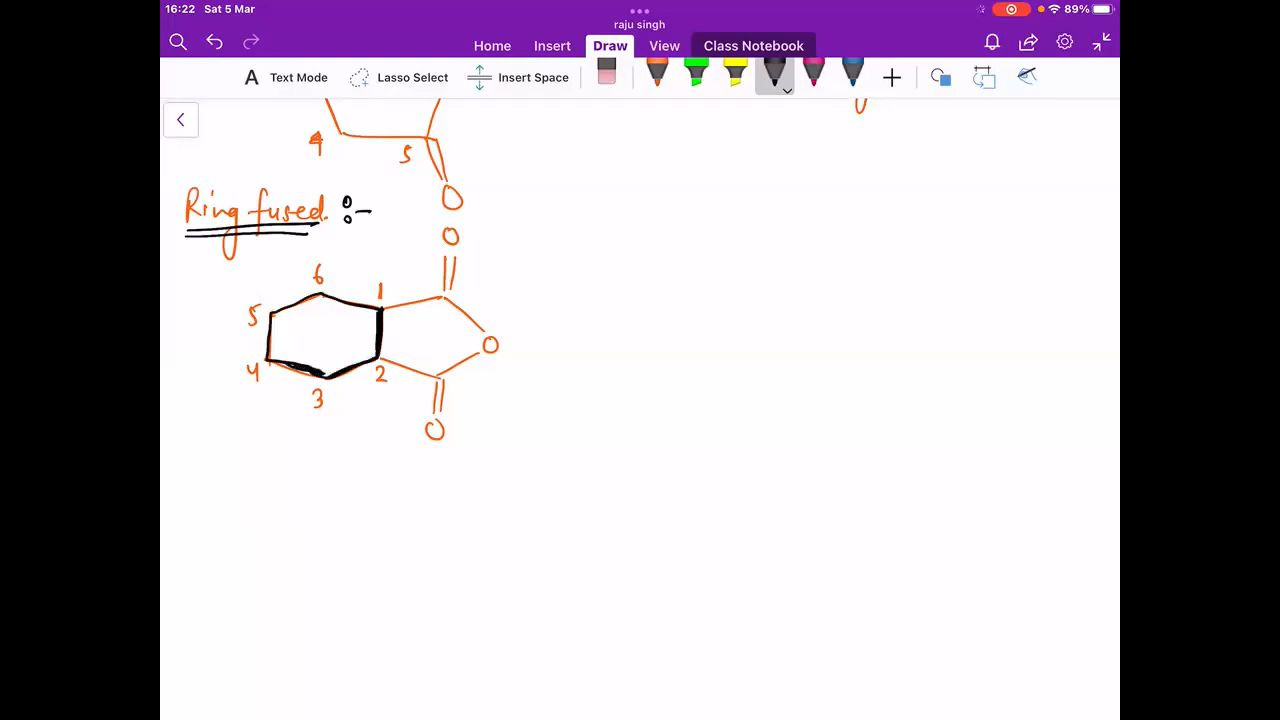 16:22 Sat 5 Mar
89%
raju singh
Home Insert Draw View Class Notebook
A Text Mode Lasso Select Insert Space
4 5
O
Ring fused. :-
O
6 1
5
O
4 2
3
O